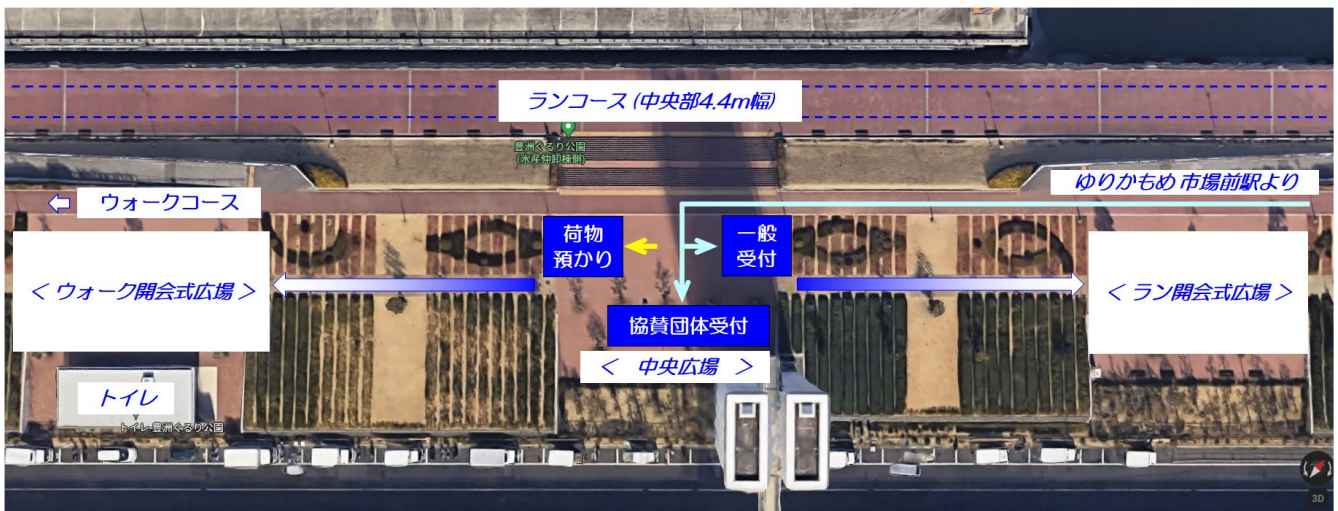 ランコース (中央部4.4m幅)
豊洲ぐるり公園
(水産仲卸棟側)
ゆりかもめ 市場前駅より
ウォークコース
荷物
預かり
一般
受付
＜ ウォーク開会式広場 ＞
＜ ラン開会式広場 ＞
協賛団体受付
＜ 中央広場 ＞
トイレ
トイレ-豊洲ぐるり公園
3D